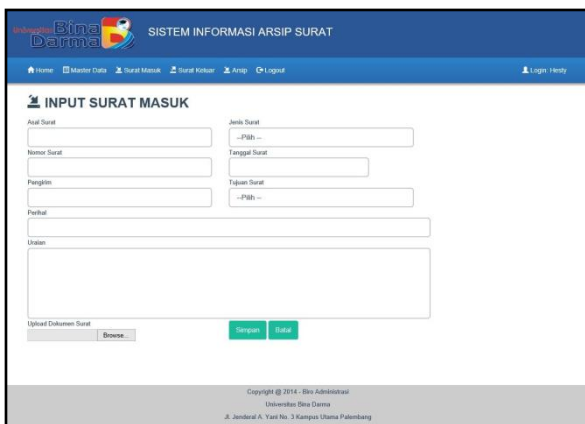 Universitas Bina
Darma
SISTEM INFORMASI ARSIP SURAT
Home Master Data Surat Masuk Surat Keluar Arsip Logout Login: Hesty
INPUT SURAT MASUK
Asal Surat Jenis Surat
--Pilih --
Nomor Surat Tanggal Surat
Pengirim Tujuan Surat
--Pilih --
Perihal
Uraian
Upload Dokumen Surat
Browse... Simpan Batal
Copyright @ 2014 - Biro Administrasi
Universitas Bina Darma
Jl. Jenderal A. Yani No. 3 Kampus Utama Palembang